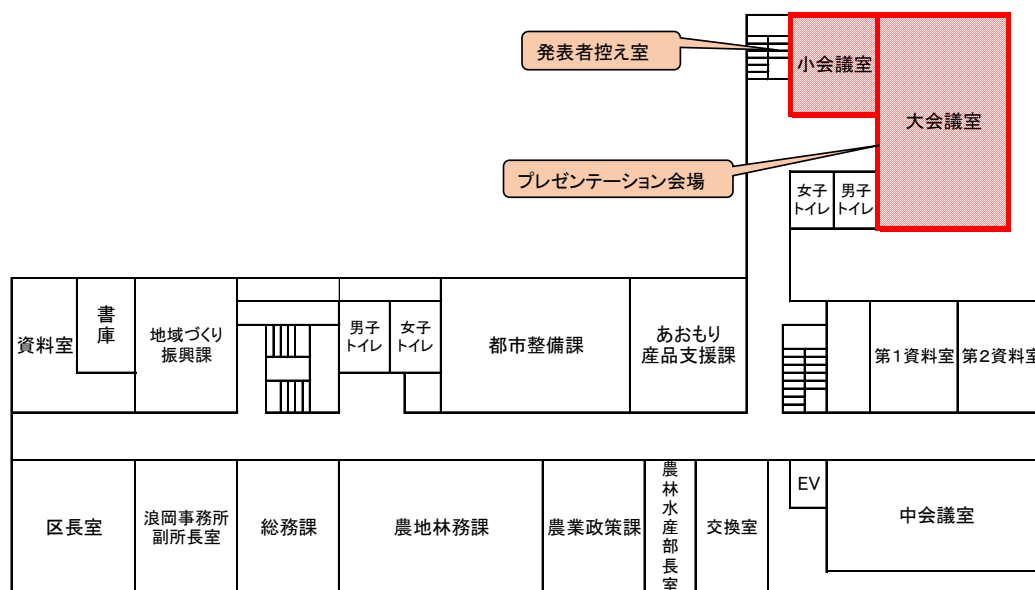 発表者控え室
小会議室
大会議室
プレゼンテーション会場
女子
トイレ
男子
トイレ
資料室
書
庫
地域づくり
振興課
男子
トイレ
女子
トイレ
都市整備課
あおもり
産品支援課
第1資料室
第2資料室
区長室
浪岡事務所
副所長室
総務課
農地林務課
農業政策課
農
林
水
産
部
長
室
交換室
EV
中会議室